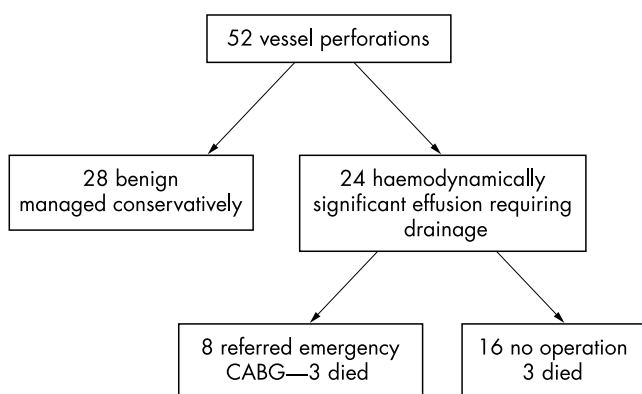 52 vessel perforations
28 benign
managed conservatively
24 haemodynamically
significant effusion requiring
drainage
8 referred emergency
CABG—3 died
16 no operation
3 died